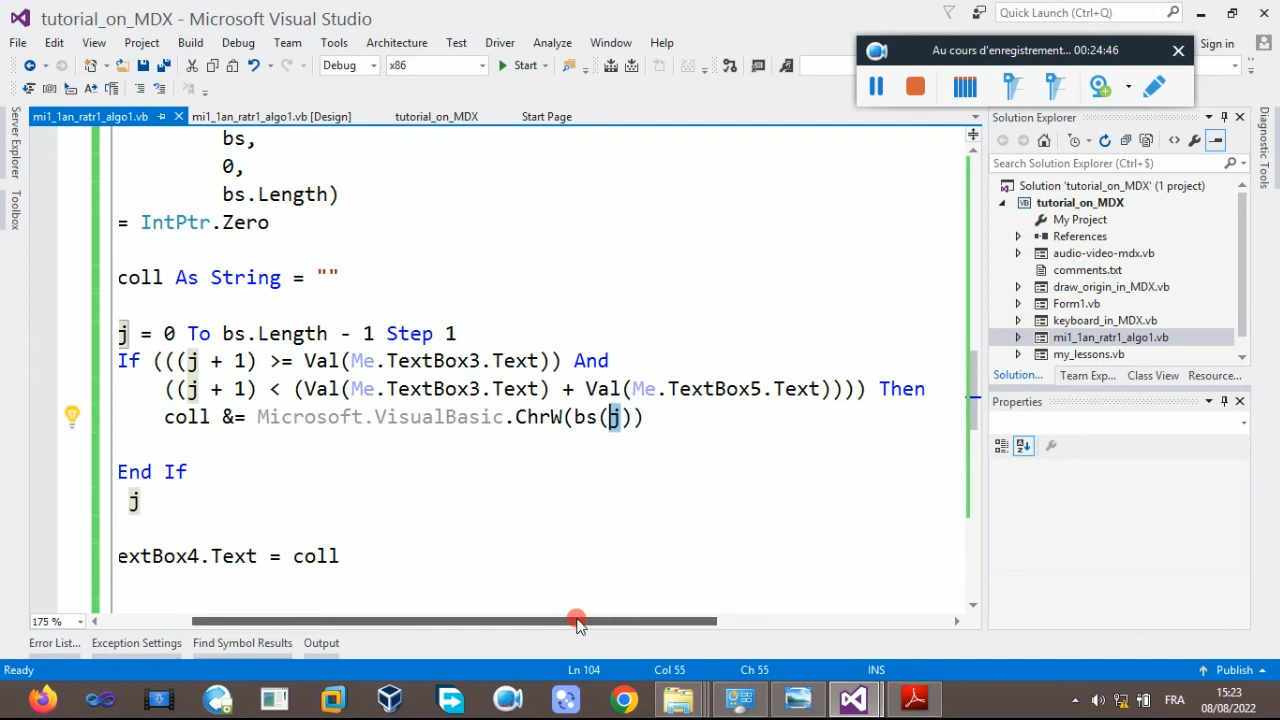 tutorial_on_MDX - Microsoft Visual Studio
Quick Launch (Ctrl+Q)
File Edit View Project Build Debug Team Tools Architecture Test Driver Analyze Window Help
Sign in
Au cours d'enregistrement... 00:24:46
Debug x86 Start
mi1_1an_ratr1_algo1.vb mi1_1an_ratr1_algo1.vb [Design] tutorial_on_MDX Start Page
Server Explorer
Toolbox
bs,
0,
bs.Length)
= IntPtr.Zero
coll As String = ""
j = 0 To bs.Length - 1 Step 1
If (((j + 1) >= Val(Me.TextBox3.Text)) And
((j + 1) < (Val(Me.TextBox3.Text) + Val(Me.TextBox5.Text)))) Then
coll &= Microsoft.VisualBasic.ChrW(bs(j))
End If
j
extBox4.Text = coll
175 %
Solution Explorer
Search Solution Explorer (Ctrl+$)
Solution 'tutorial_on_MDX' (1 project)
tutorial_on_MDX
My Project
References
audio-video-mdx.vb
comments.txt
draw_origin_in_MDX.vb
Form1.vb
keyboard_in_MDX.vb
mi1_1an_ratr1_algo1.vb
my_lessons.vb
Solution... Team Exp... Class View Resource...
Properties
Diagnostic Tools
Error List... Exception Settings Find Symbol Results Output
Ready Ln 104 Col 55 Ch 55 INS Publish
FRA
15:23
08/08/2022